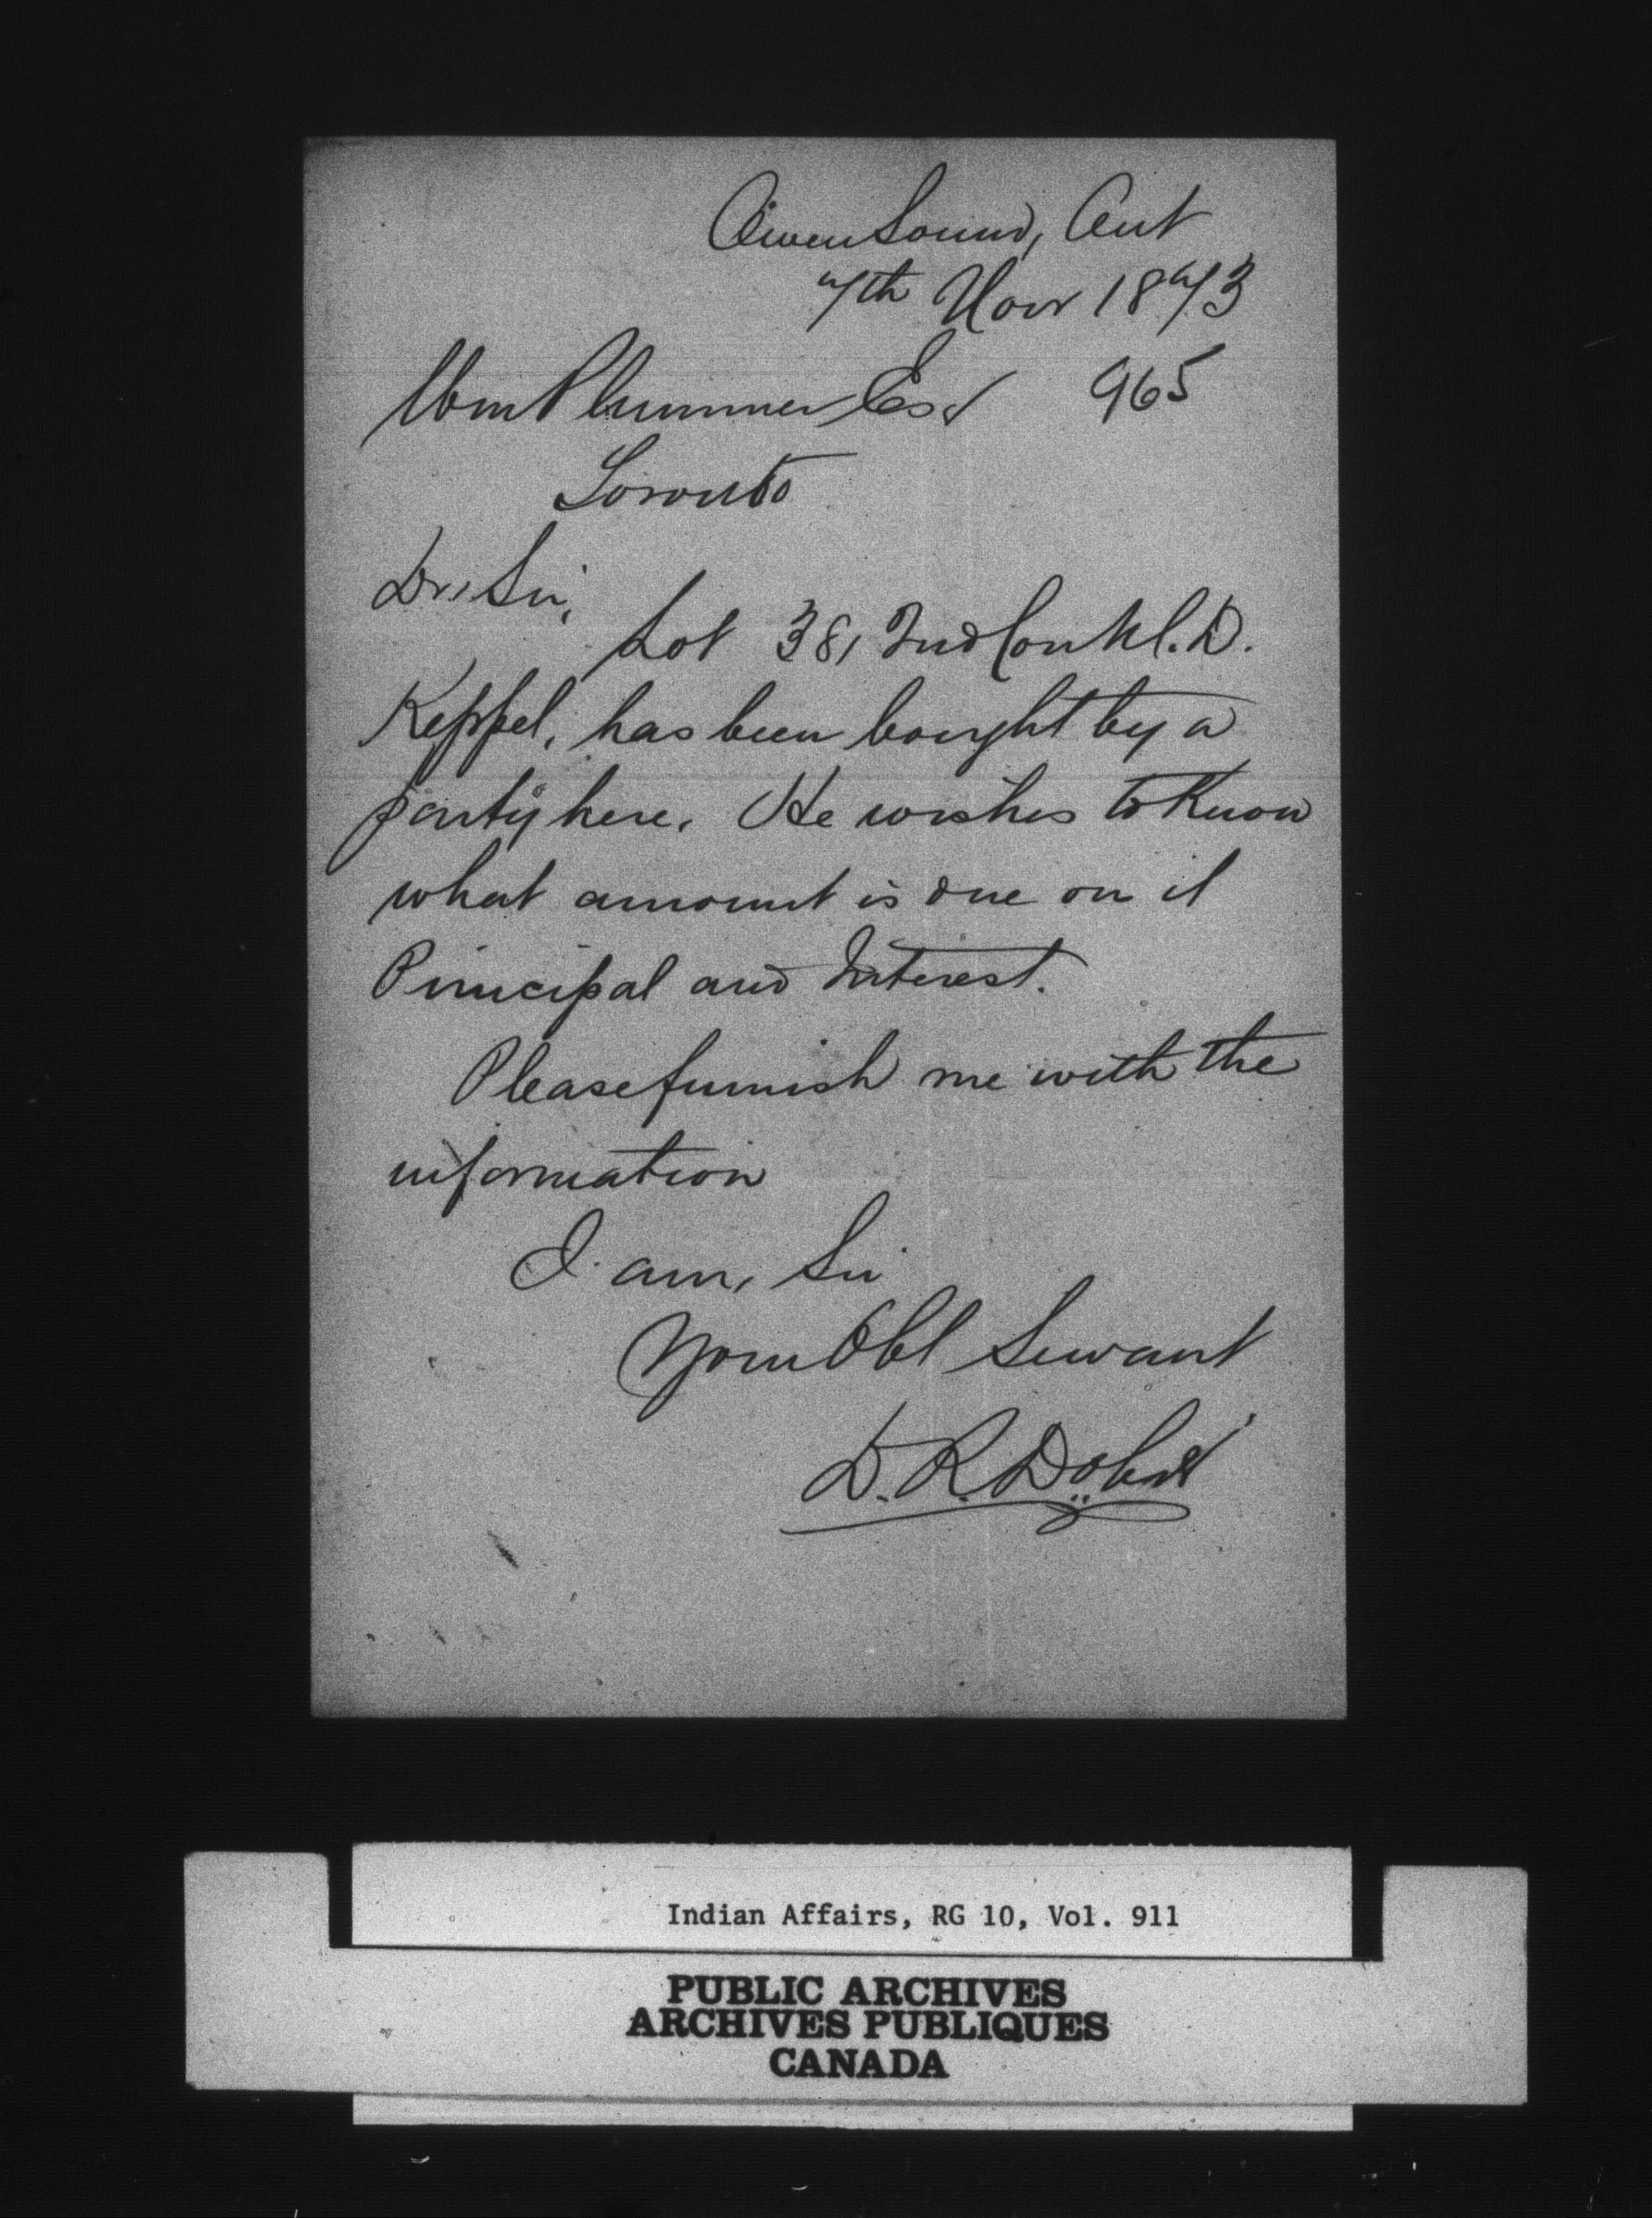 Owen Sound, Ont
7th Nov 1873
Wm Plummer Esq 965
Toronto
Dr. Sir,
Lot 38, 2nd Con N.D.
Keppel, has been bought by a
party here. He wishes to Know
what amount is due on it
Principal and Interest.
Please furnish me with the
information
I am, Sir
Your Obt Servant
D. R. Dobie
Indian Affairs, RG 10, Vol. 911
PUBLIC ARCHIVES
ARCHIVES PUBLIQUES
CANADA